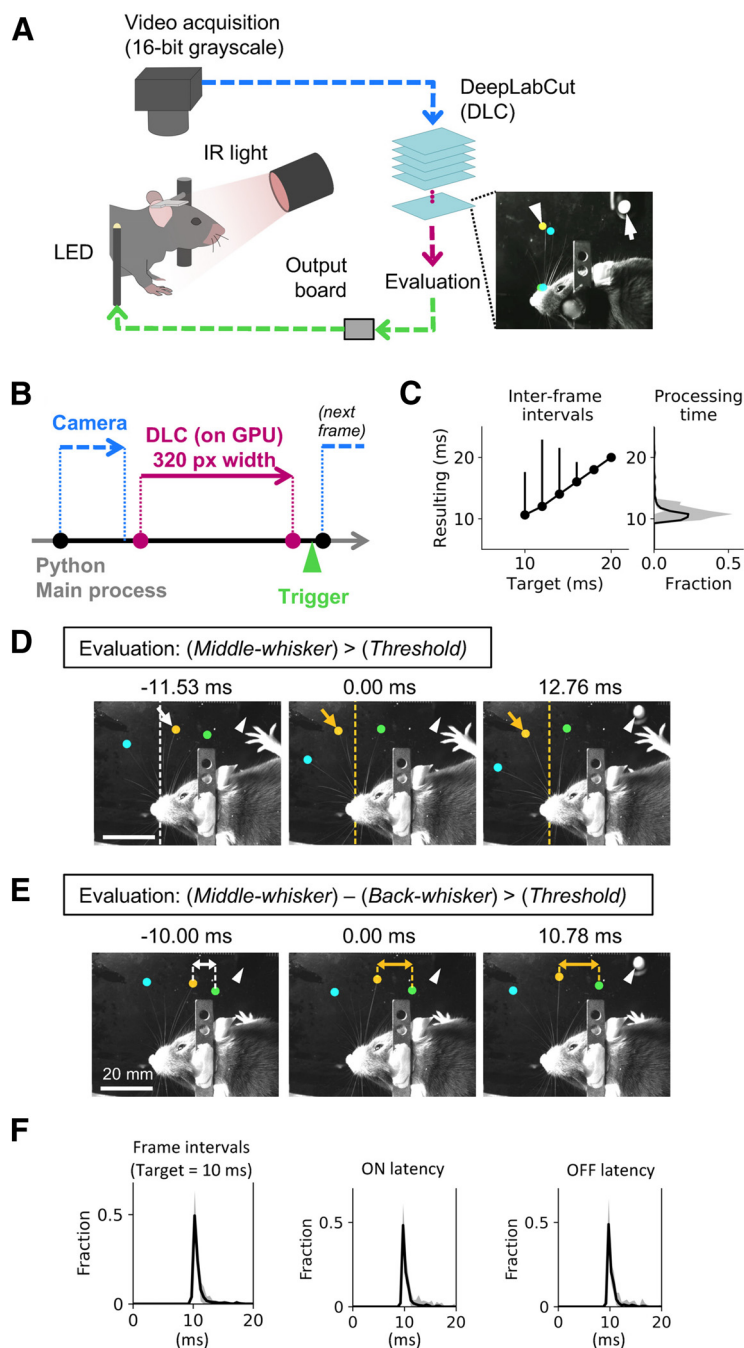 A
Video acquisition
(16-bit grayscale)
DeepLabCut
(DLC)
IR light
LED
Output
board
Evaluation
B
Camera
DLC (on GPU)
320 px width
(next
frame)
Python
Main process
Trigger
C
Inter-frame
intervals
Processing
time
Resulting (ms)
20
10
10
20
Target (ms)
20
10
0.0
0.5
Fraction
D
Evaluation: (Middle-whisker) > (Threshold)
-11.53 ms
0.00 ms
12.76 ms
E
Evaluation: (Middle-whisker) – (Back-whisker) > (Threshold)
-10.00 ms
0.00 ms
10.78 ms
20 mm
F
Frame intervals
(Target = 10 ms)
Fraction
0.5
0
0
10
20
(ms)
ON latency
Fraction
0.5
0
0
10
20
(ms)
OFF latency
Fraction
0.5
0
0
10
20
(ms)